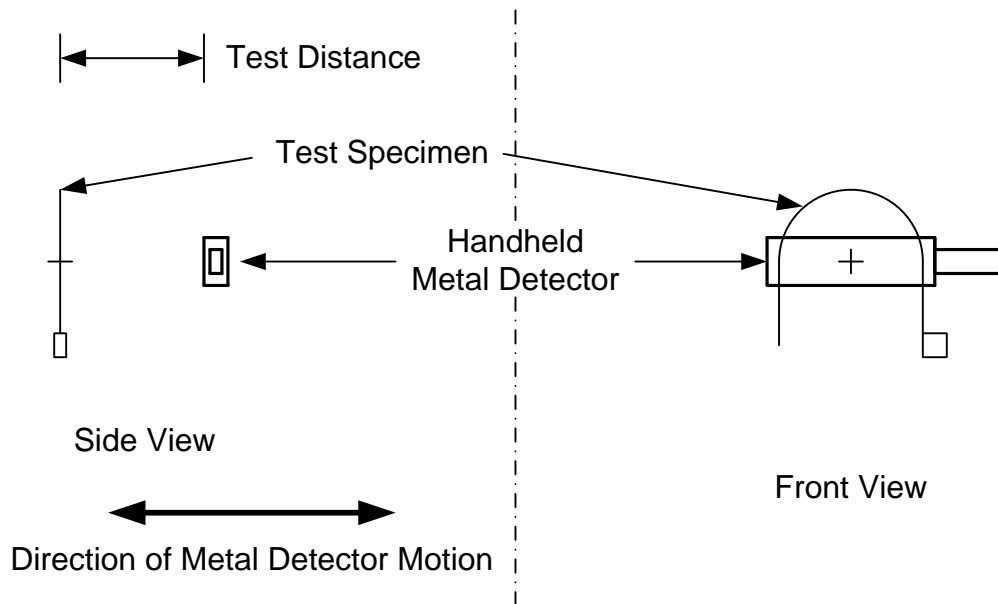 Test Distance
Test Specimen
Handheld
Metal Detector
Side View
Front View
Direction of Metal Detector Motion